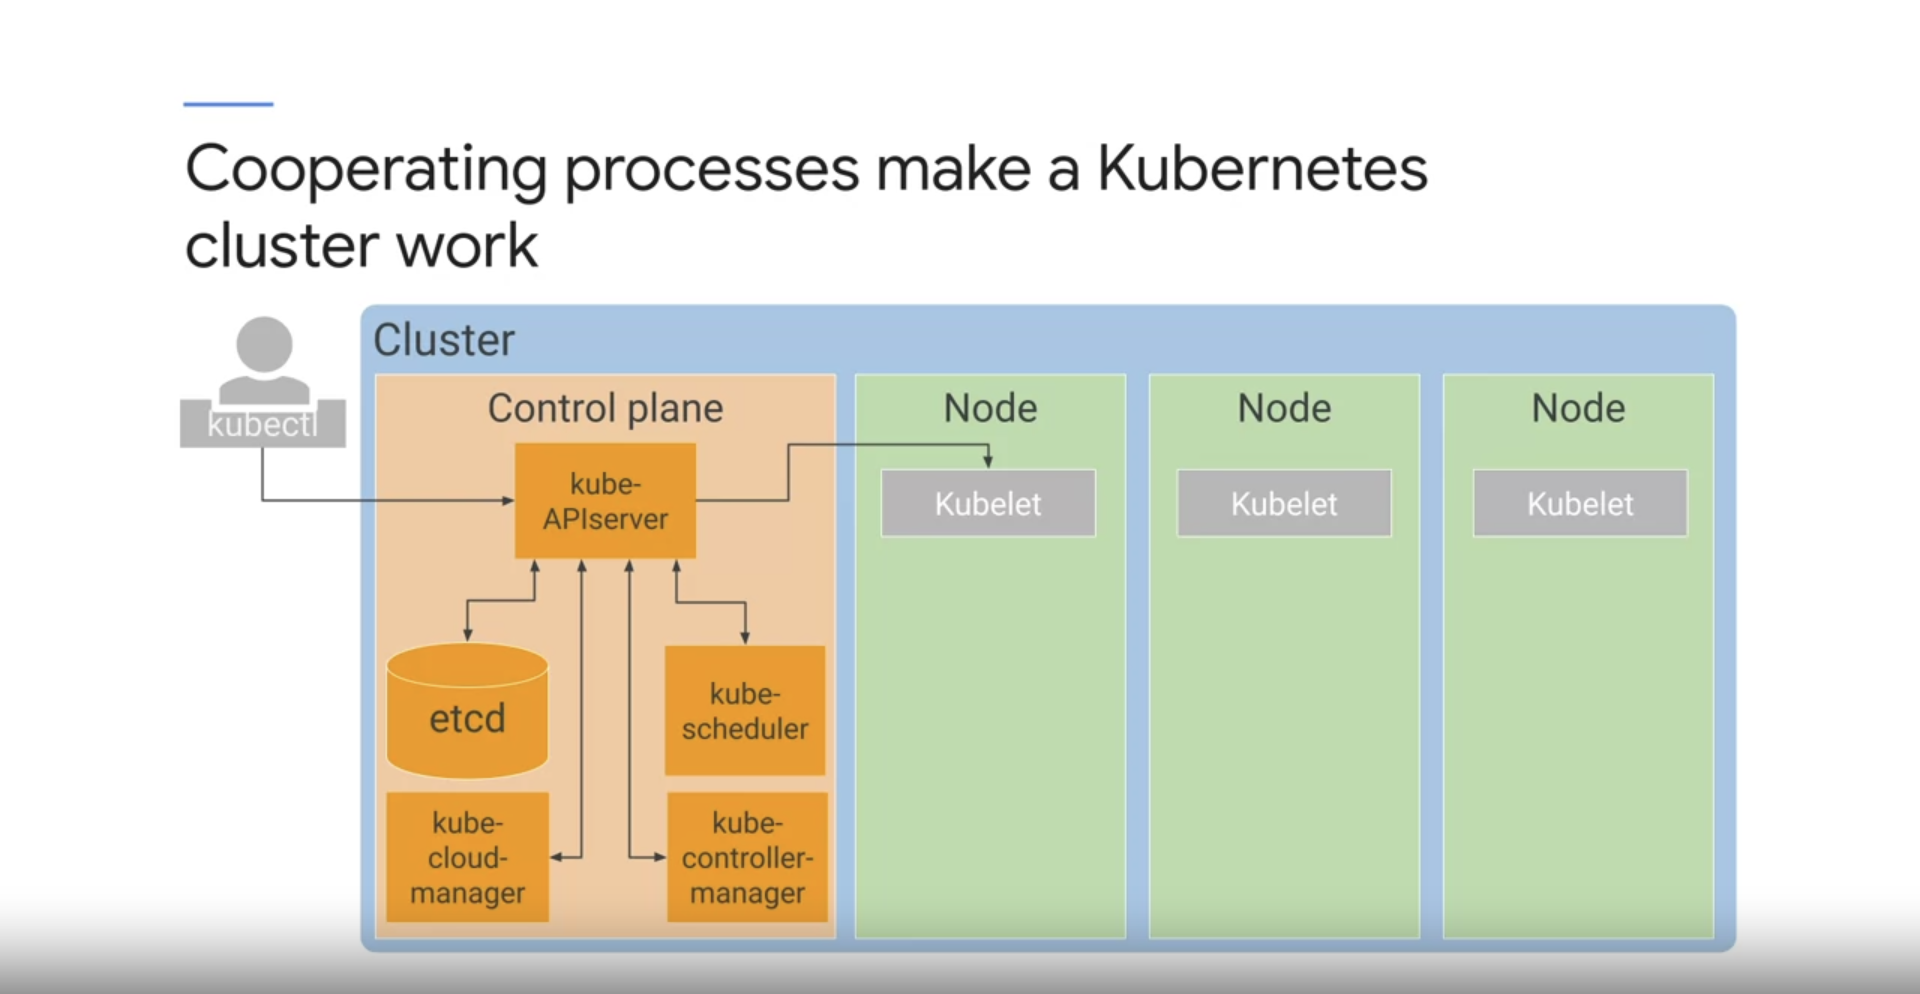 Cooperating processes make a Kubernetes
cluster work
kubectl
Cluster
Control plane
kube-
APIserver
etcd
kube-
scheduler
kube-
cloud-
manager
kube-
controller-
manager
Node
Kubelet
Node
Kubelet
Node
Kubelet